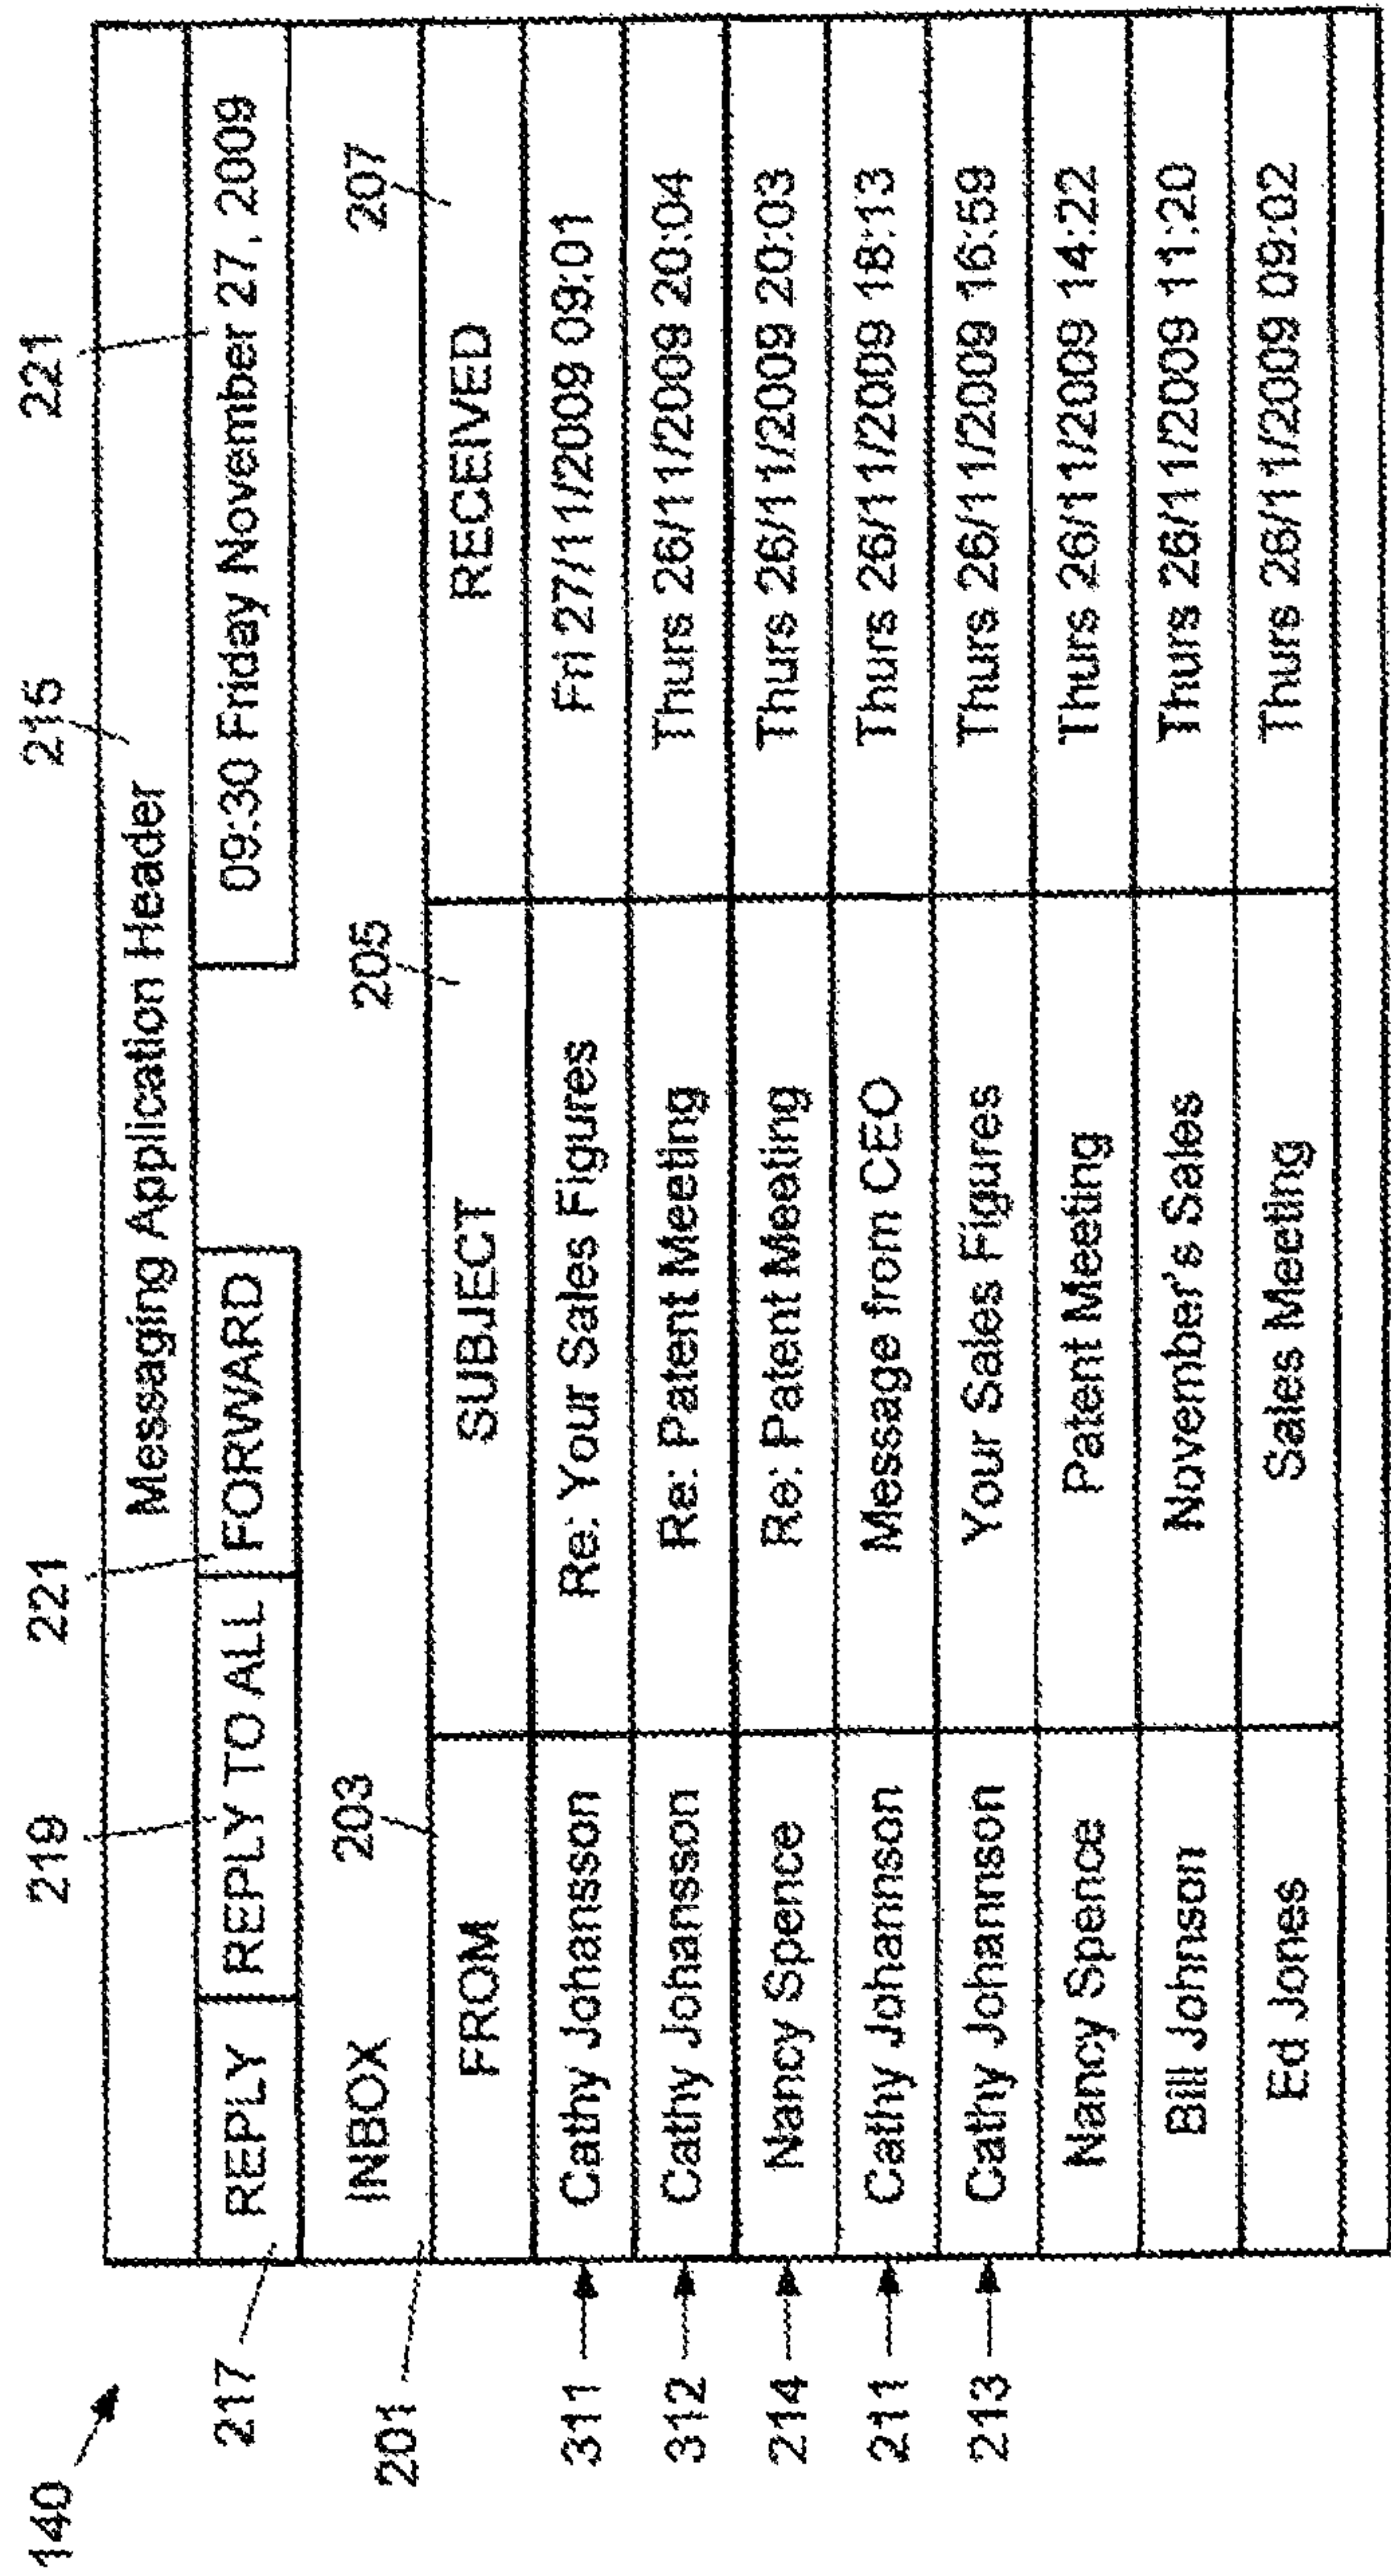 140
219 221 215 221
Messaging Application Header
217 REPLY REPLY TO ALL FORWARD 09:30 Friday November 27, 2009
201 INBOX 203 205 207
FROM SUBJECT RECEIVED
311 Cathy Johansson Re: Your Sales Figures Fri 27/11/2009 09:01
312 Cathy Johansson Re: Patent Meeting Thurs 26/11/2009 20:04
214 Nancy Spence Re: Patent Meeting Thurs 26/11/2009 20:03
211 Cathy Johannson Message from CEO Thurs 26/11/2009 18:13
213 Cathy Johannson Your Sales Figures Thurs 26/11/2009 16:59
Nancy Spence Patent Meeting Thurs 26/11/2009 14:22
Bill Johnson November's Sales Thurs 26/11/2009 11:20
Ed Jones Sales Meeting Thurs 26/11/2009 09:02